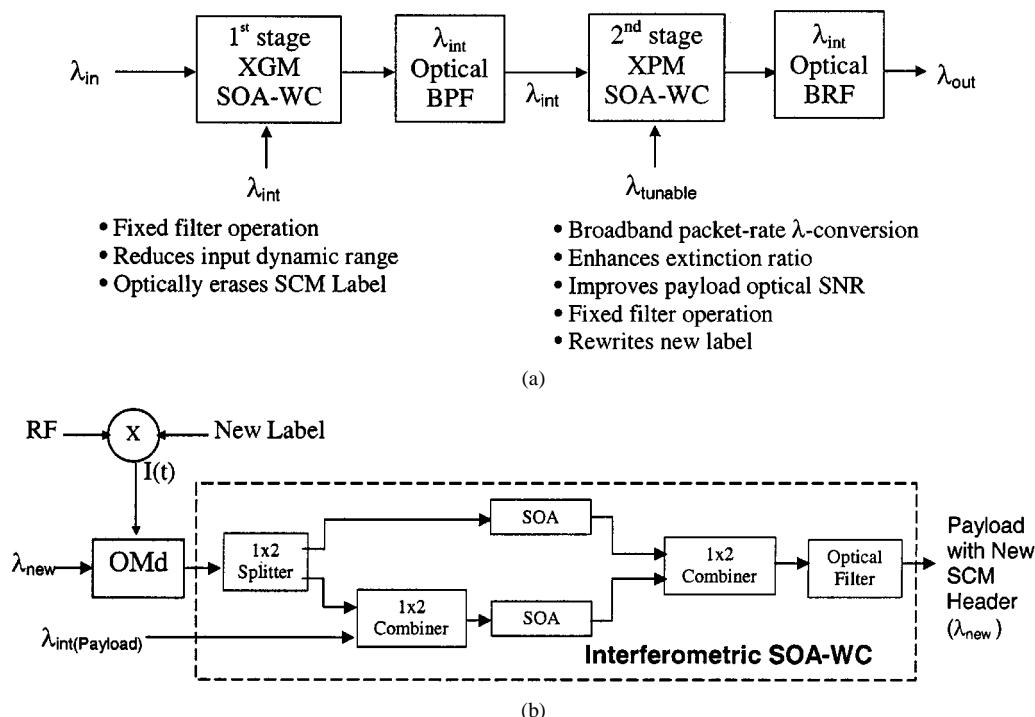 λin
1st stage
XGM
SOA-WC
λint
Optical
BPF
λint
2nd stage
XPM
SOA-WC
λint
Optical
BRF
λout
λint
λtunable
• Fixed filter operation
• Reduces input dynamic range
• Optically erases SCM Label
• Broadband packet-rate λ-conversion
• Enhances extinction ratio
• Improves payload optical SNR
• Fixed filter operation
• Rewrites new label
(a)
RF
X
New Label
I(t)
λnew
OMd
1x2
Splitter
SOA
1x2
Combiner
SOA
1x2
Combiner
Optical
Filter
Payload
with New
SCM
Header
(λnew)
λint(Payload)
Interferometric SOA-WC
(b)